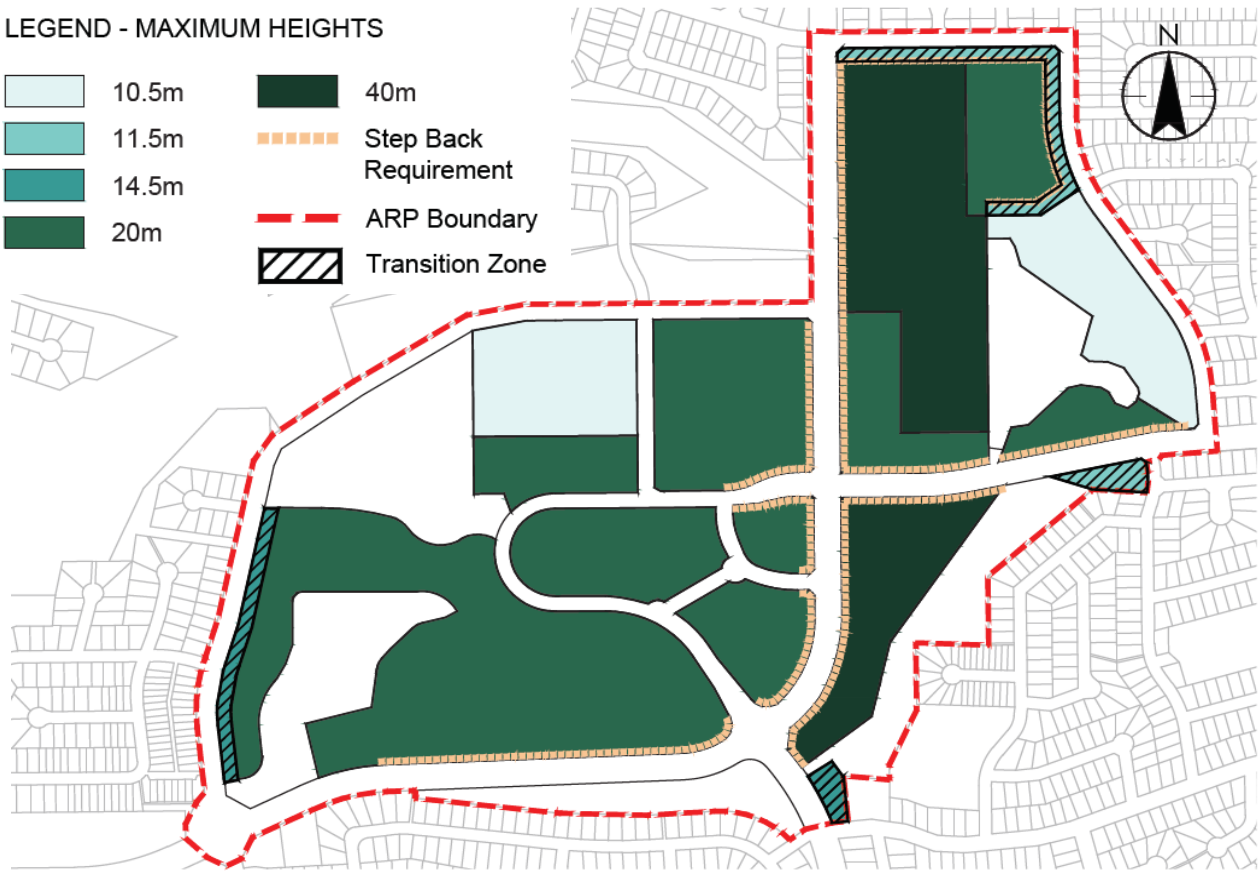 LEGEND - MAXIMUM HEIGHTS
10.5m
11.5m
14.5m
20m
40m
Step Back
Requirement
ARP Boundary
Transition Zone
N